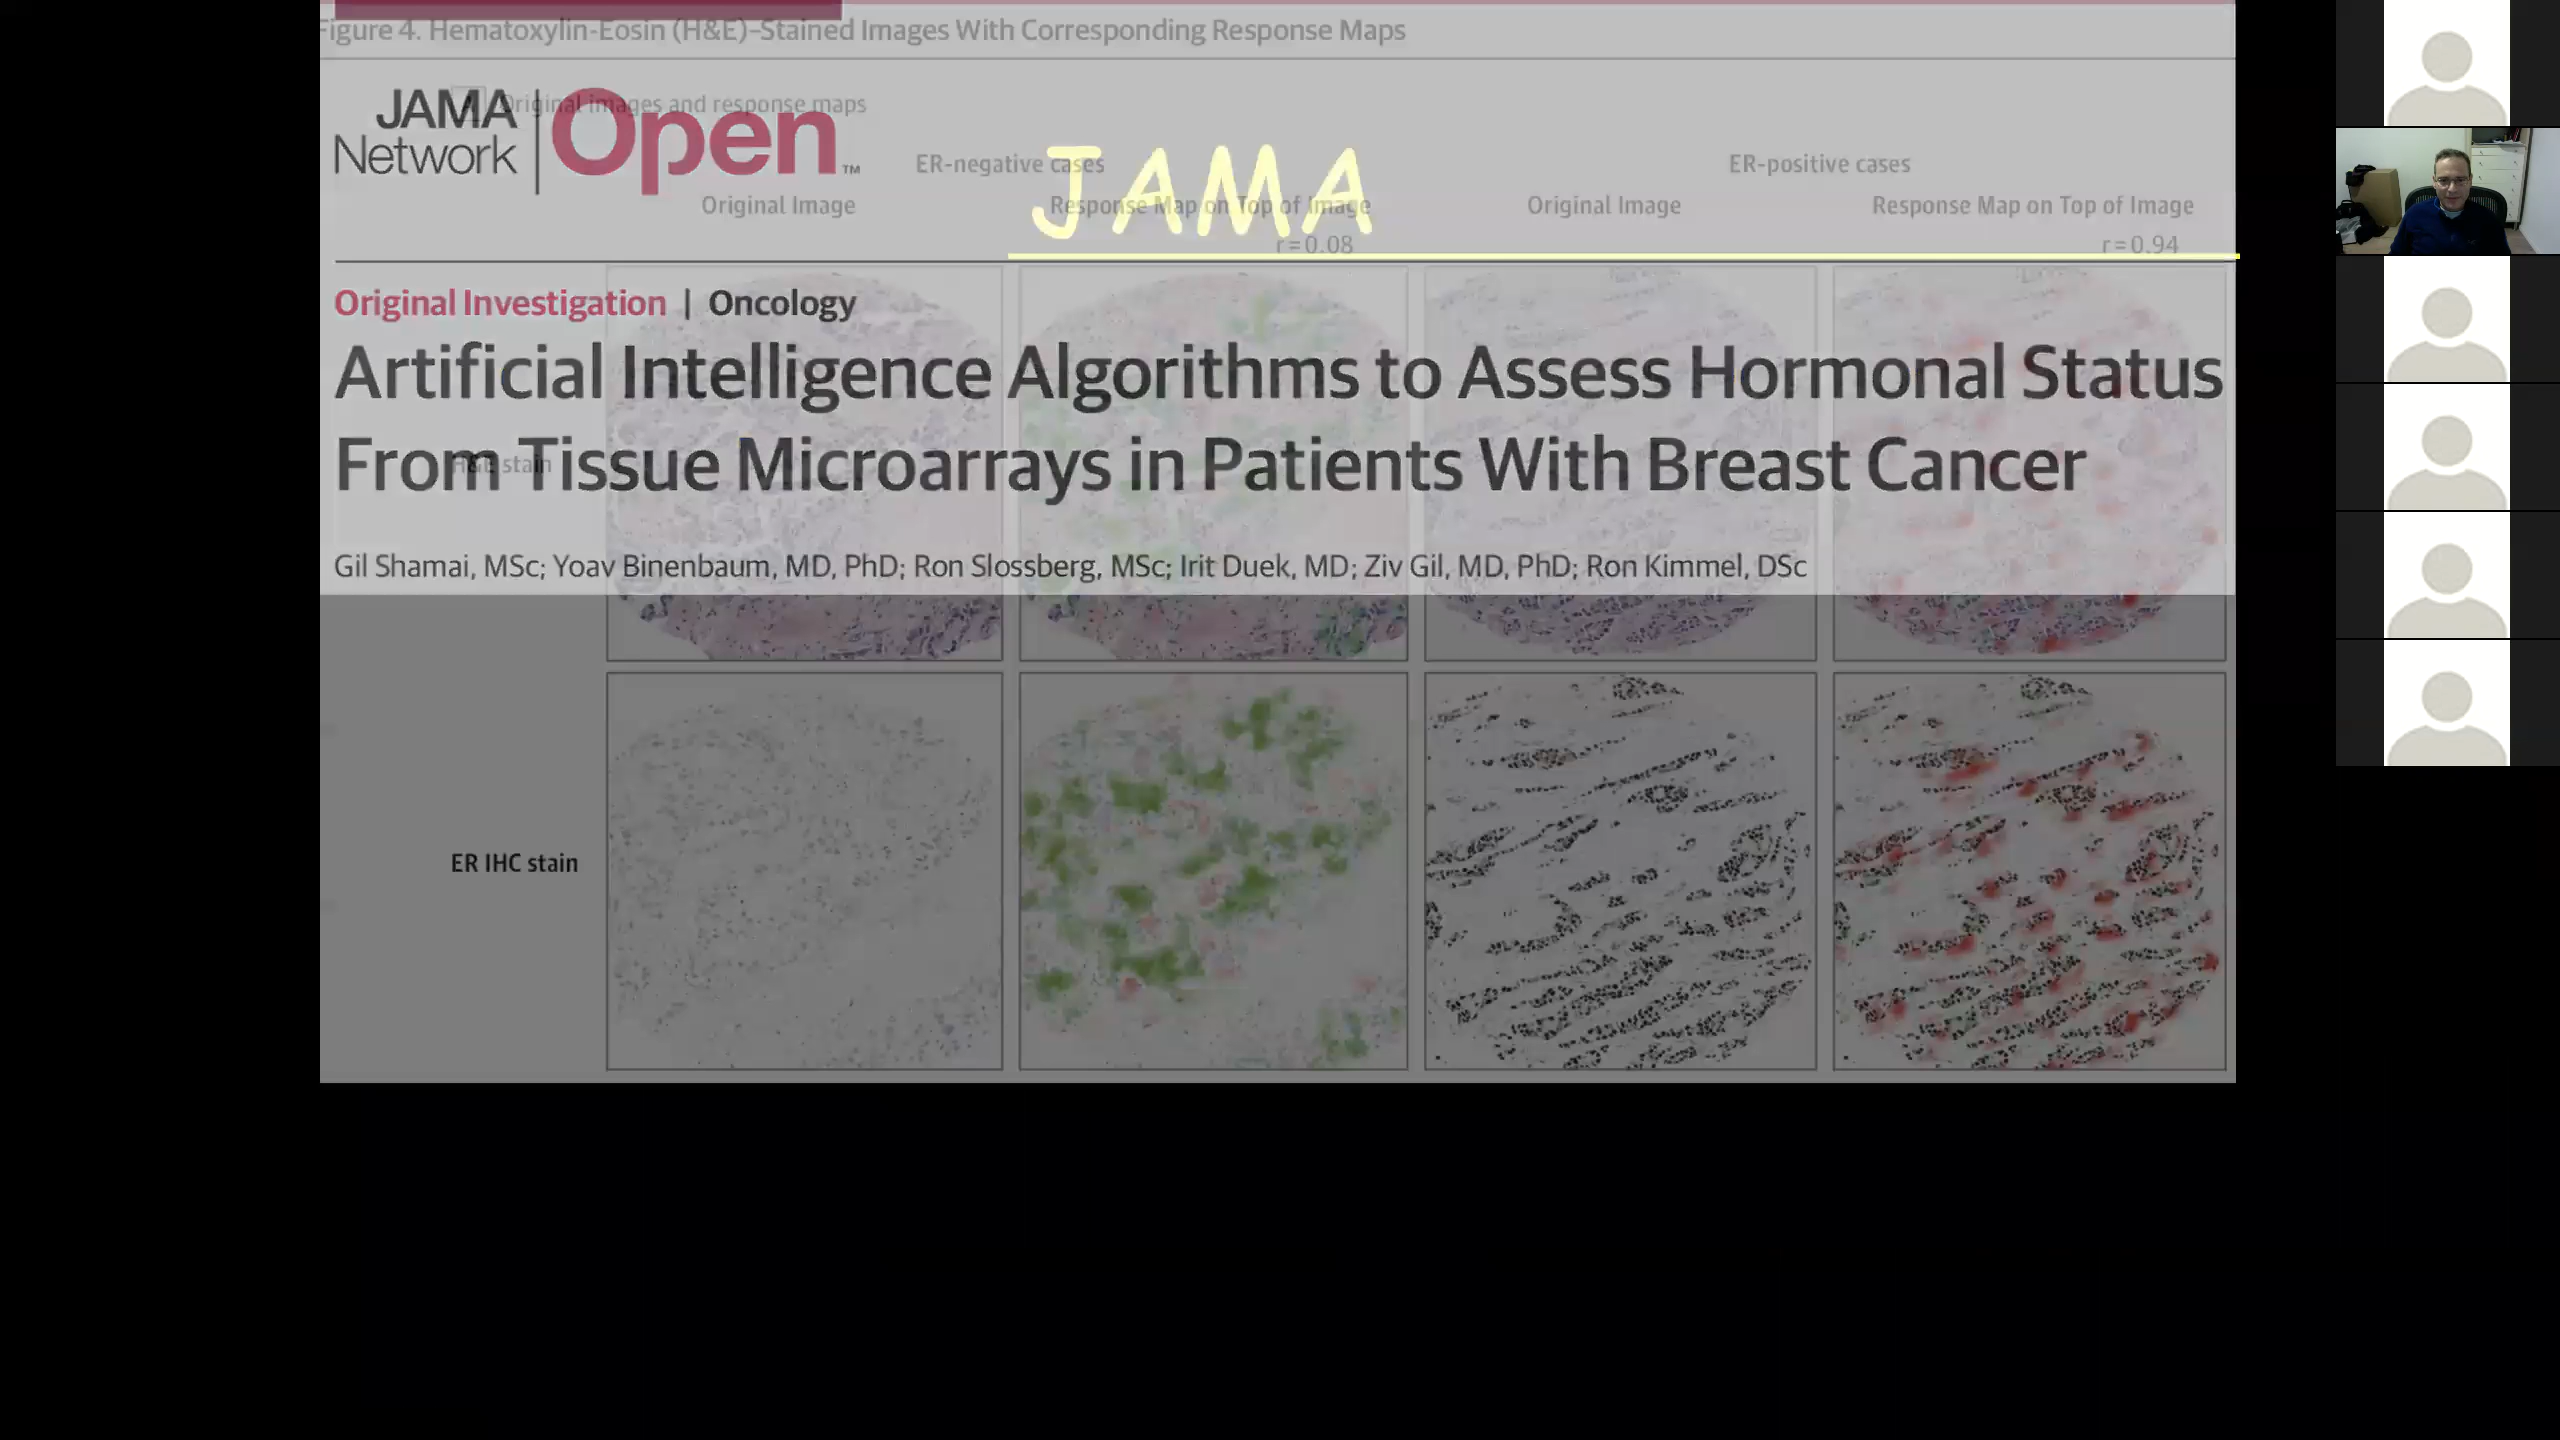 Figure 4. Hematoxylin-Eosin (H&E)-Stained Images With Corresponding Response Maps
JAMA Network Open™
Original images and response maps
JAMA
ER-negative cases
ER-positive cases
Original Image
Response Map on Top of Image
Original Image
Response Map on Top of Image
r=0.08
r=0.94
Original Investigation | Oncology
Artificial Intelligence Algorithms to Assess Hormonal Status
From Tissue Microarrays in Patients With Breast Cancer
H&E stain
Gil Shamai, MSc; Yoav Binenbaum, MD, PhD; Ron Slossberg, MSc; Irit Duek, MD; Ziv Gil, MD, PhD; Ron Kimmel, DSc
ER IHC stain